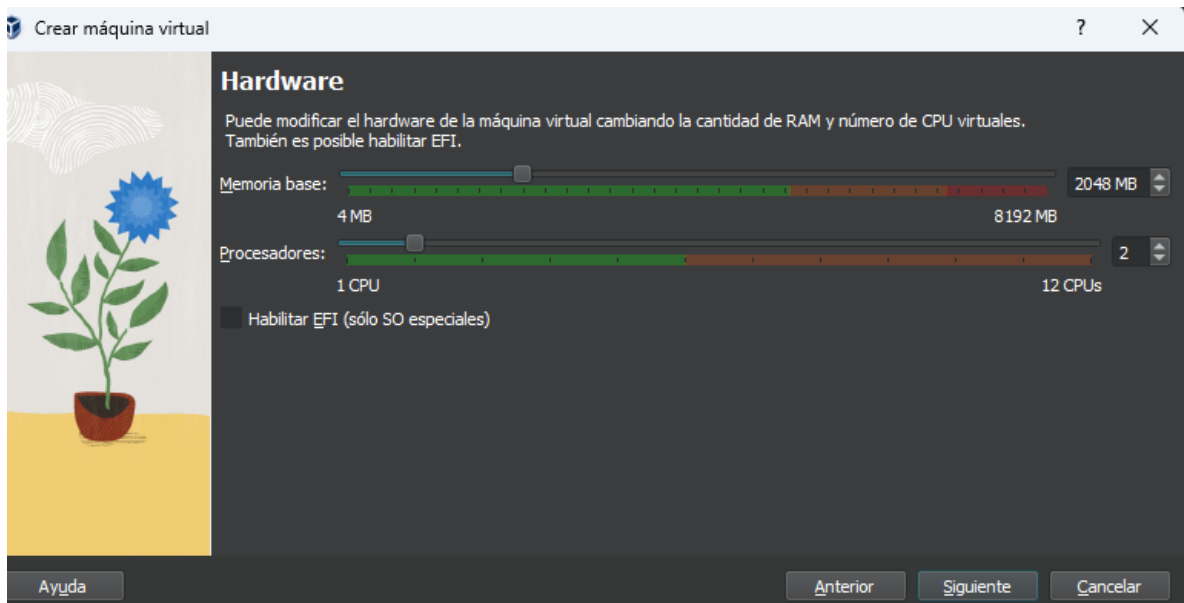 Crear máquina virtual
?
Hardware
Puede modificar el hardware de la máquina virtual cambiando la cantidad de RAM y número de CPU virtuales.
También es posible habilitar EFI.
Memoria base:
2048 MB
4 MB
8192 MB
Procesadores:
2
1 CPU
12 CPUs
Habilitar EFI (sólo SO especiales)
Ayuda
Anterior
Siguiente
Cancelar